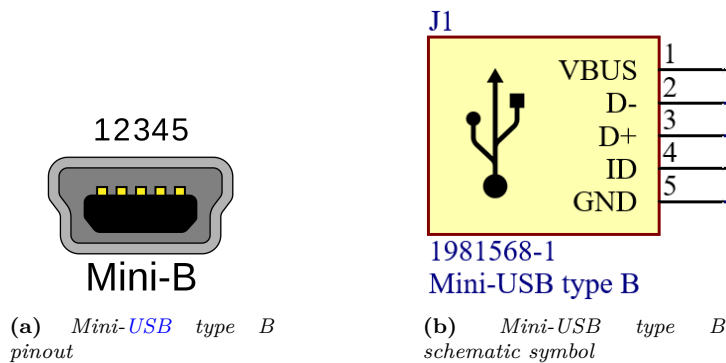 12345
Mini-B
(a) Mini-USB type B
pinout
J1
VBUS 1
D- 2
D+ 3
ID 4
GND 5
1981568-1
Mini-USB type B
(b) Mini-USB type B
schematic symbol